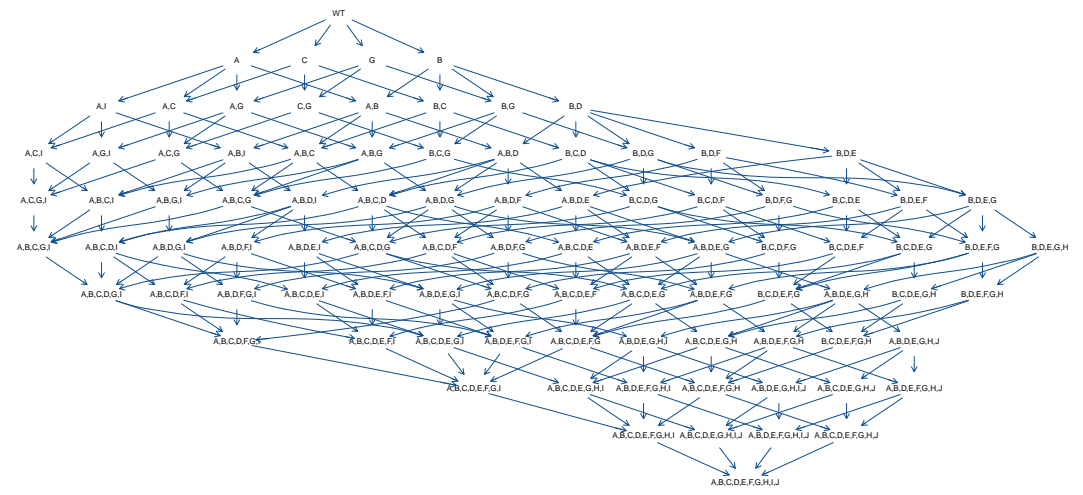 WT
A C G B
A,I A,C A,G C,G A,B B,C B,G B,D
A,C,I A,G,I A,C,G A,B,I A,B,C A,B,G B,C,G A,B,D B,C,D B,D,G B,D,F B,D,E
A,C,G,I A,B,C,I A,B,G,I A,B,C,G A,B,D,I A,B,C,D A,B,D,G A,B,D,F A,B,D,E B,C,D,G B,C,D,F B,D,F,G B,C,D,E B,D,E,F B,D,E,G
A,B,C,G,I A,B,C,D,I A,B,D,G,I A,B,D,F,I A,B,D,E,I A,B,C,D,G A,B,C,D,F A,B,D,F,G A,B,C,D,E A,B,D,E,F A,B,D,E,G B,C,D,F,G B,C,D,E,F B,C,D,E,G B,D,E,F,G B,D,E,G,H
A,B,C,D,G,I A,B,C,D,F,I A,B,D,F,G,I A,B,C,D,E,I A,B,D,E,F,I A,B,D,E,G,I A,B,C,D,F,G A,B,C,D,E,F A,B,C,D,E,G A,B,D,E,F,G B,C,D,E,F,G A,B,D,E,G,H B,C,D,E,G,H B,D,E,F,G,H
A,B,C,D,F,G,I A,B,C,D,E,F,I A,B,C,D,E,G,I A,B,D,E,F,G,I A,B,C,D,E,F,G A,B,D,E,G,H,I A,B,C,D,E,G,H A,B,D,E,F,G,H B,C,D,E,F,G,H A,B,D,E,G,H,J
A,B,C,D,E,F,G,I A,B,C,D,E,G,H,I A,B,D,E,F,G,H,I A,B,C,D,E,F,G,H A,B,D,E,G,H,I,J A,B,C,D,E,G,H,J A,B,D,E,F,G,H,J
A,B,C,D,E,F,G,H,I A,B,C,D,E,G,H,I,J A,B,D,E,F,G,H,I,J A,B,C,D,E,F,G,H,J
A,B,C,D,E,F,G,H,I,J